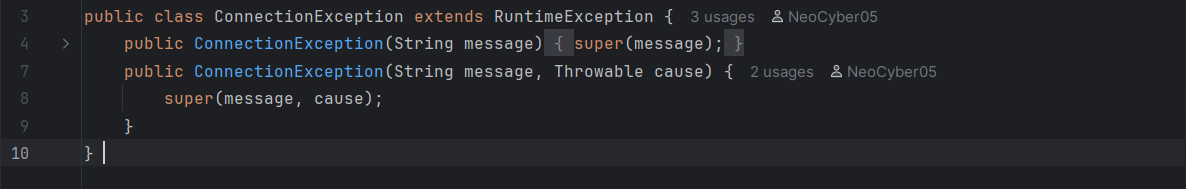 3 public class ConnectionException extends RuntimeException { 3 usages NeoCyber05
4 public ConnectionException(String message) { super(message); }
7 public ConnectionException(String message, Throwable cause) { 2 usages NeoCyber05
8 super(message, cause);
9 }
10 }